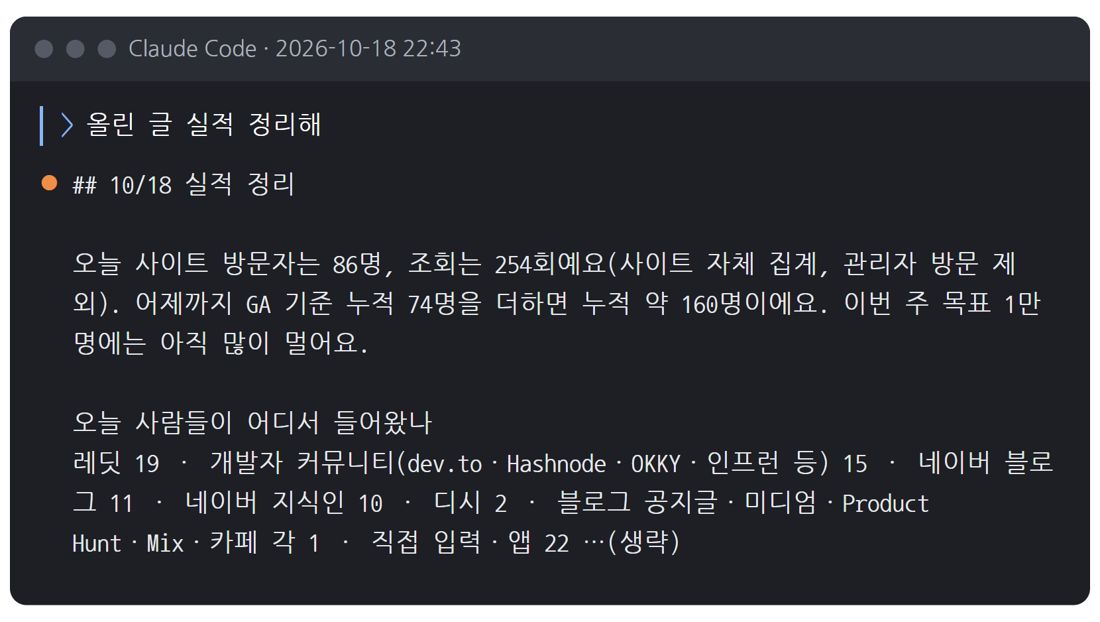 Claude Code · 2026-10-18 22:43
> 올린 글 실적 정리해
## 10/18 실적 정리
오늘 사이트 방문자는 86명, 조회는 254회예요(사이트 자체 집계, 관리자 방문 제
외). 어제까지 GA 기준 누적 74명을 더하면 누적 약 160명이에요. 이번 주 목표 1만
명에는 아직 많이 멀어요.
오늘 사람들이 어디서 들어왔나
레딧 19 · 개발자 커뮤니티(dev.to·Hashnode·OKKY·인프런 등) 15 · 네이버 블로
그 11 · 네이버 지식인 10 · 디시 2 · 블로그 공지글·미디엄·Product
Hunt·Mix·카페 각 1 · 직접 입력·앱 22 …(생략)